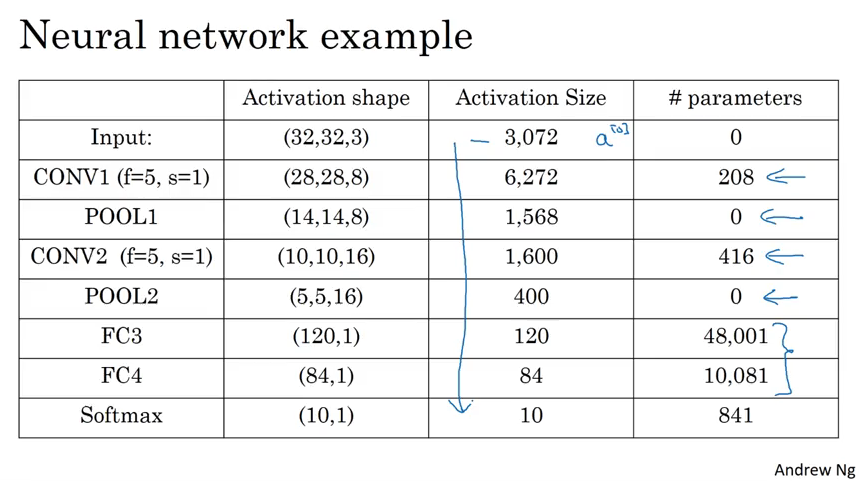 Neural network example
Activation shape Activation Size # parameters
Input: (32,32,3) 3,072 a[0] 0
CONV1 (f=5, s=1) (28,28,8) 6,272 208
POOL1 (14,14,8) 1,568 0
CONV2 (f=5, s=1) (10,10,16) 1,600 416
POOL2 (5,5,16) 400 0
FC3 (120,1) 120 48,001
FC4 (84,1) 84 10,081
Softmax (10,1) 10 841
Andrew Ng